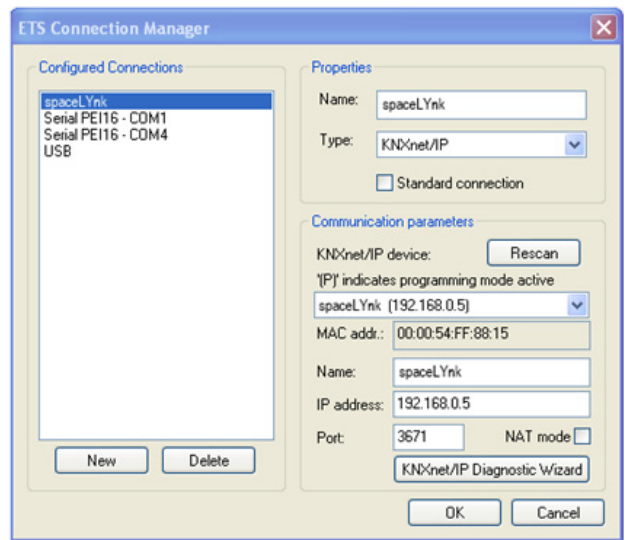 ETS Connection Manager
Configured Connections
spaceLYnk
Serial PEI16 - COM1
Serial PEI16 - COM4
USB
New
Delete
Properties
Name: spaceLYnk
Type: KNXnet/IP
Standard connection
Communication parameters
KNXnet/IP device: Rescan
'(P)' indicates programming mode active
spaceLYnk (192.168.0.5)
MAC addr.: 00:00:54:FF:88:15
Name: spaceLYnk
IP address: 192.168.0.5
Port: 3671 NAT mode
KNXnet/IP Diagnostic Wizard
OK Cancel